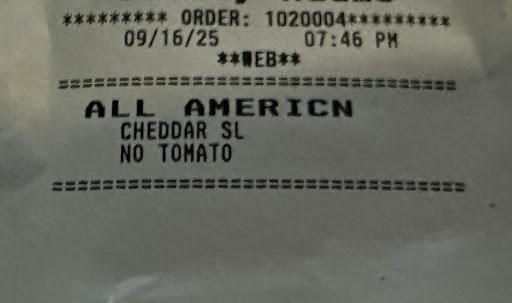 ********* ORDER: 1020004*********
09/16/25 07:46 PM
**WEB**
==================================
ALL AMERICN
CHEDDAR SL
NO TOMATO
==================================